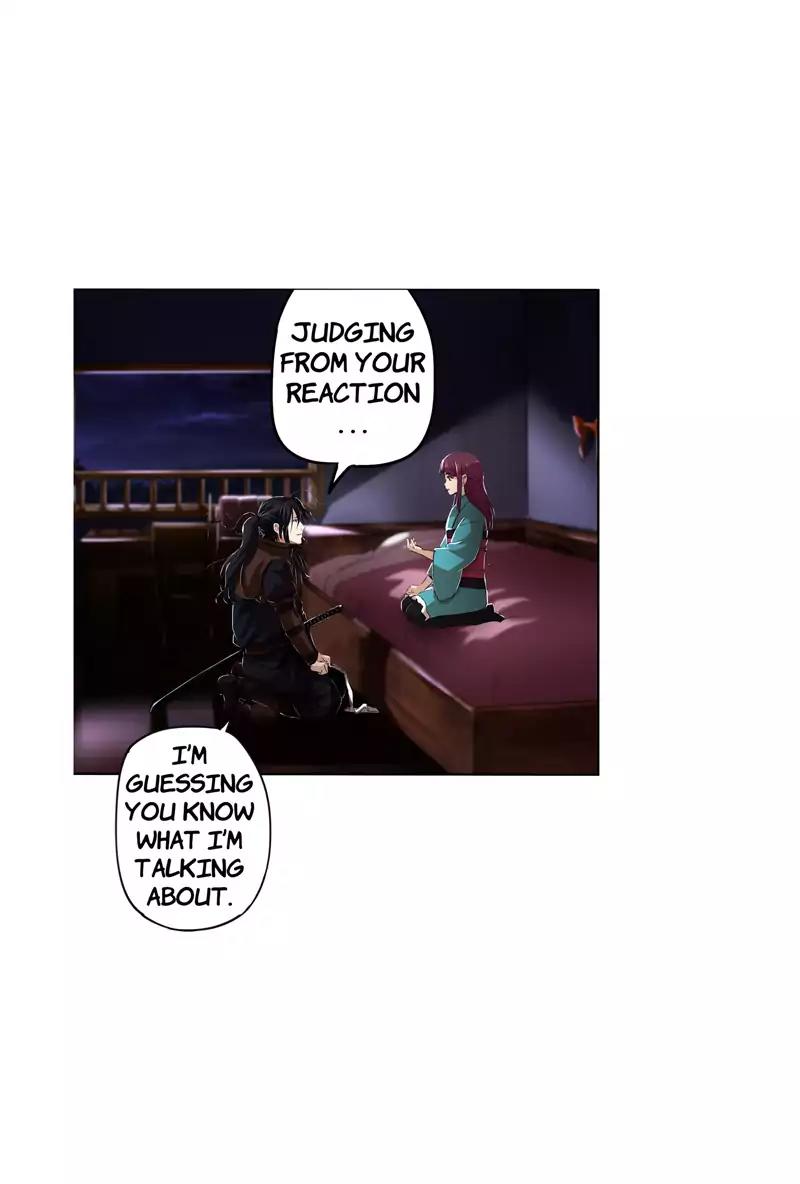 JUDGING
FROM YOUR
REACTION
...
I'M
GUESSING
YOU KNOW
WHAT I'M
TALKING
ABOUT.